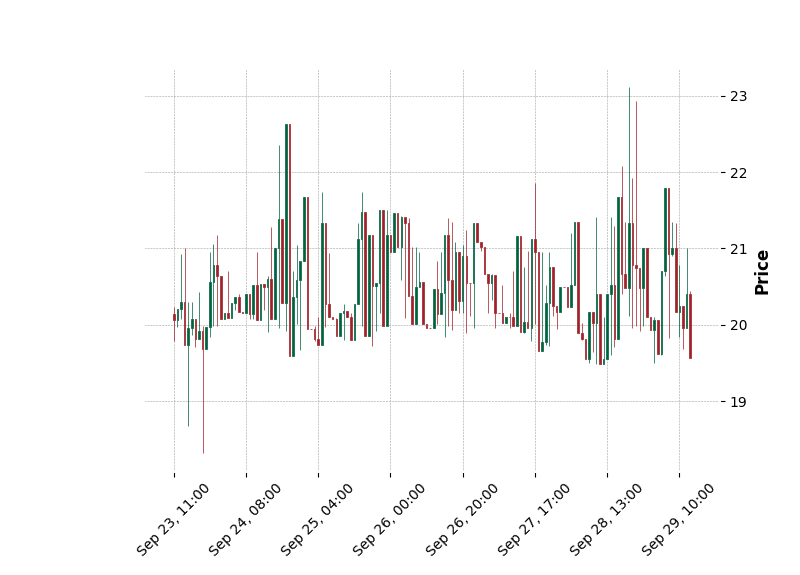 23
22
21
20
19
Price
Sep 23, 11:00
Sep 24, 08:00
Sep 25, 04:00
Sep 26, 00:00
Sep 26, 20:00
Sep 27, 17:00
Sep 28, 13:00
Sep 29, 10:00